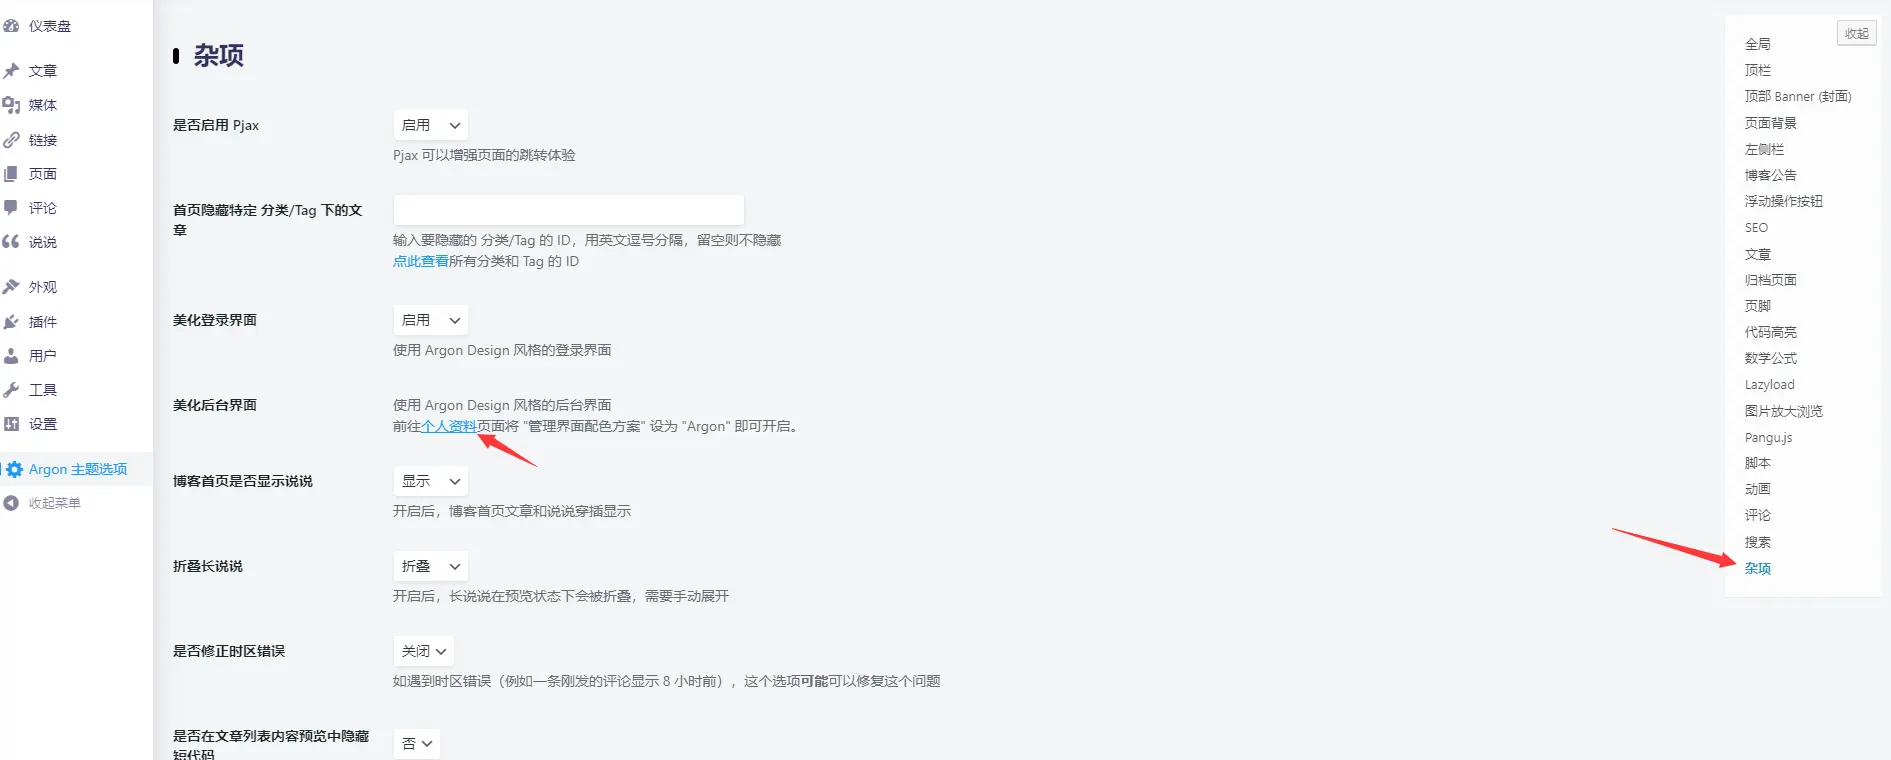 仪表盘
文章
媒体
链接
页面
评论
说说
外观
插件
用户
工具
设置
Argon 主题选项
收起菜单
杂项
是否启用 Pjax
启用
Pjax 可以增强页面的跳转体验
首页隐藏特定 分类/Tag 下的文
章
输入要隐藏的 分类/Tag 的 ID，用英文逗号分隔，留空则不隐藏
点此查看所有分类和 Tag 的 ID
美化登录界面
启用
使用 Argon Design 风格的登录界面
美化后台界面
使用 Argon Design 风格的后台界面
前往个人资料页面将 "管理界面配色方案" 设为 "Argon" 即可开启。
博客首页是否显示说说
显示
开启后，博客首页文章和说说穿插显示
折叠长说说
折叠
开启后，长说说在预览状态下会被折叠，需要手动展开
是否修正时区错误
关闭
如遇到时区错误（例如一条刚发的评论显示 8 小时前），这个选项可能可以修复这个问题
是否在文章列表内容预览中隐藏
短代码
否
收起
全局
顶栏
顶部 Banner (封面)
页面背景
左侧栏
博客公告
浮动操作按钮
SEO
文章
归档页面
页脚
代码高亮
数学公式
Lazyload
图片放大浏览
Pangu.js
脚本
动画
评论
搜索
杂项